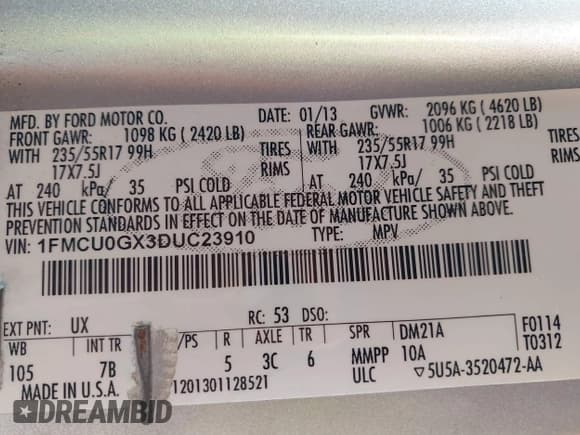 MFD. BY FORD MOTOR CO. DATE: 01/13 GVWR: 2096 KG ( 4620 LB)
FRONT GAWR: 1098 KG ( 2420 LB) REAR GAWR: 1006 KG ( 2218 LB)
WITH 235/55R17 99H TIRES WITH 235/55R17 99H TIRES
17X7.5J RIMS 17X7.5J RIMS
AT 240 kPa/ 35 PSI COLD AT 240 kPa/ 35 PSI COLD
THIS VEHICLE CONFORMS TO ALL APPLICABLE FEDERAL MOTOR VEHICLE SAFETY AND THEFT
PREVENTION STANDARDS IN EFFECT ON THE DATE OF MANUFACTURE SHOWN ABOVE.
VIN: 1FMCU0GX3DUC23910 TYPE: MPV
EXT PNT: UX RC: 53 DSO:
WB INT TR /PS R AXLE TR SPR DM21A F0114
105 7B 5 3C 6 MMPP 10A T0312
MADE IN U.S.A. 1201301128521 ULC ▽5U5A-3520472-AA
DREAMBID